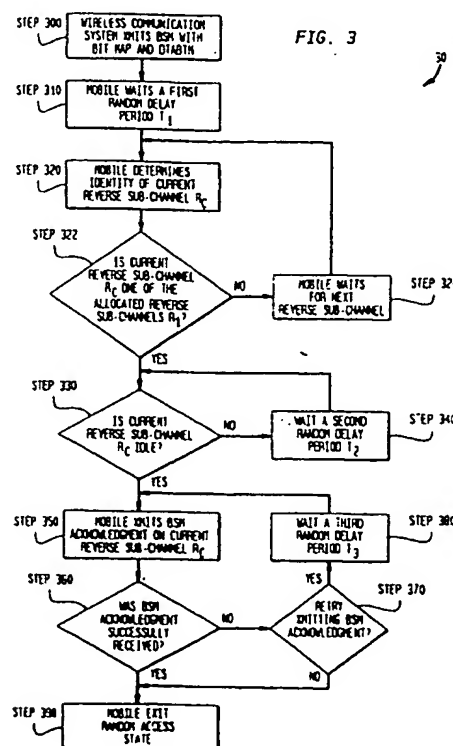 FIG. 3
STEP 300
WIRELESS COMMUNICATION
SYSTEM XMITS BSM WITH
BIT MAP AND DTABTM
STEP 310
MOBILE WAITS A FIRST
RANDOM DELAY
PERIOD T1
STEP 320
MOBILE DETERMINES
IDENTITY OF CURRENT
REVERSE SUB-CHANNEL RC
STEP 322
IS CURRENT
REVERSE SUB-CHANNEL
RC ONE OF THE
ALLOCATED REVERSE
SUB-CHANNELS R1?
NO
MOBILE WAITS
FOR NEXT
REVERSE SUB-CHANNEL
STEP 32
YES
STEP 330
IS CURRENT
REVERSE SUB-CHANNEL
RC IDLE?
NO
WAIT A SECOND
RANDOM DELAY
PERIOD T2
STEP 340
YES
STEP 350
MOBILE XMITS BSM
ACKNOWLEDGMENT ON CURRENT
REVERSE SUB-CHANNEL RC
WAIT A THIRD
RANDOM DELAY
PERIOD T3
STEP 380
YES
STEP 360
WAS BSM
ACKNOWLEDGMENT
SUCCESSFULLY
RECEIVED?
NO
STEP 370
RETRY
XMITTING BSM
ACKNOWLEDGMENT?
YES
NO
STEP 390
MOBILE EXIT
RANDOM ACCESS
STATE